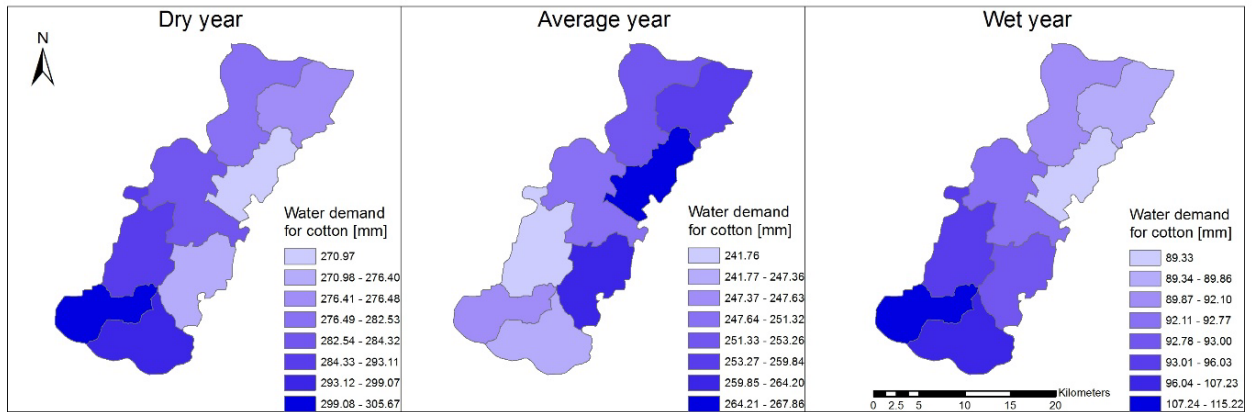 Dry year
N
Water demand
for cotton [mm]
270.97
270.98 - 276.40
276.41 - 276.48
276.49 - 282.53
282.54 - 284.32
284.33 - 293.11
293.12 - 299.07
299.08 - 305.67
Average year
Water demand
for cotton [mm]
241.76
241.77 - 247.36
247.37 - 247.63
247.64 - 251.32
251.33 - 253.26
253.27 - 259.84
259.85 - 264.20
264.21 - 267.86
Wet year
Water demand
for cotton [mm]
89.33
89.34 - 89.86
89.87 - 92.10
92.11 - 92.77
92.78 - 93.00
93.01 - 96.03
96.04 - 107.23
107.24 - 115.22
Kilometers
0 2.5 5 10 15 20